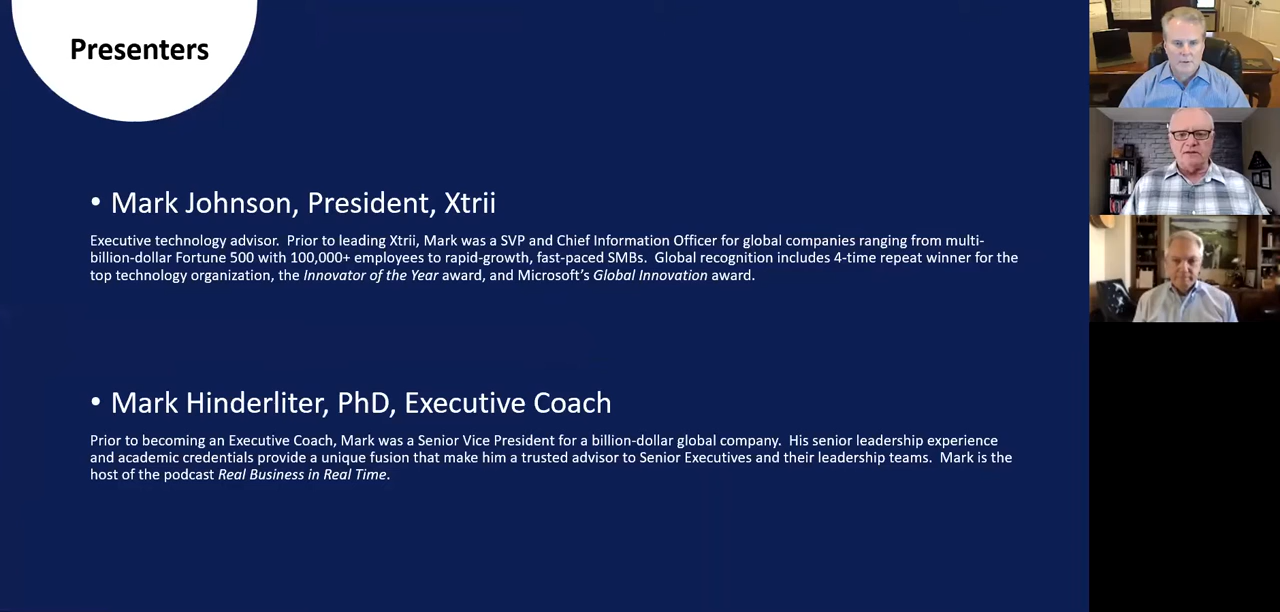 Presenters
• Mark Johnson, President, Xtrii
Executive technology advisor.  Prior to leading Xtrii, Mark was a SVP and Chief Information Officer for global companies ranging from multi-
billion-dollar Fortune 500 with 100,000+ employees to rapid-growth, fast-paced SMBs.  Global recognition includes 4-time repeat winner for the
top technology organization, the Innovator of the Year award, and Microsoft’s Global Innovation award.
• Mark Hinderliter, PhD, Executive Coach
Prior to becoming an Executive Coach, Mark was a Senior Vice President for a billion-dollar global company.  His senior leadership experience
and academic credentials provide a unique fusion that make him a trusted advisor to Senior Executives and their leadership teams.  Mark is the
host of the podcast Real Business in Real Time.